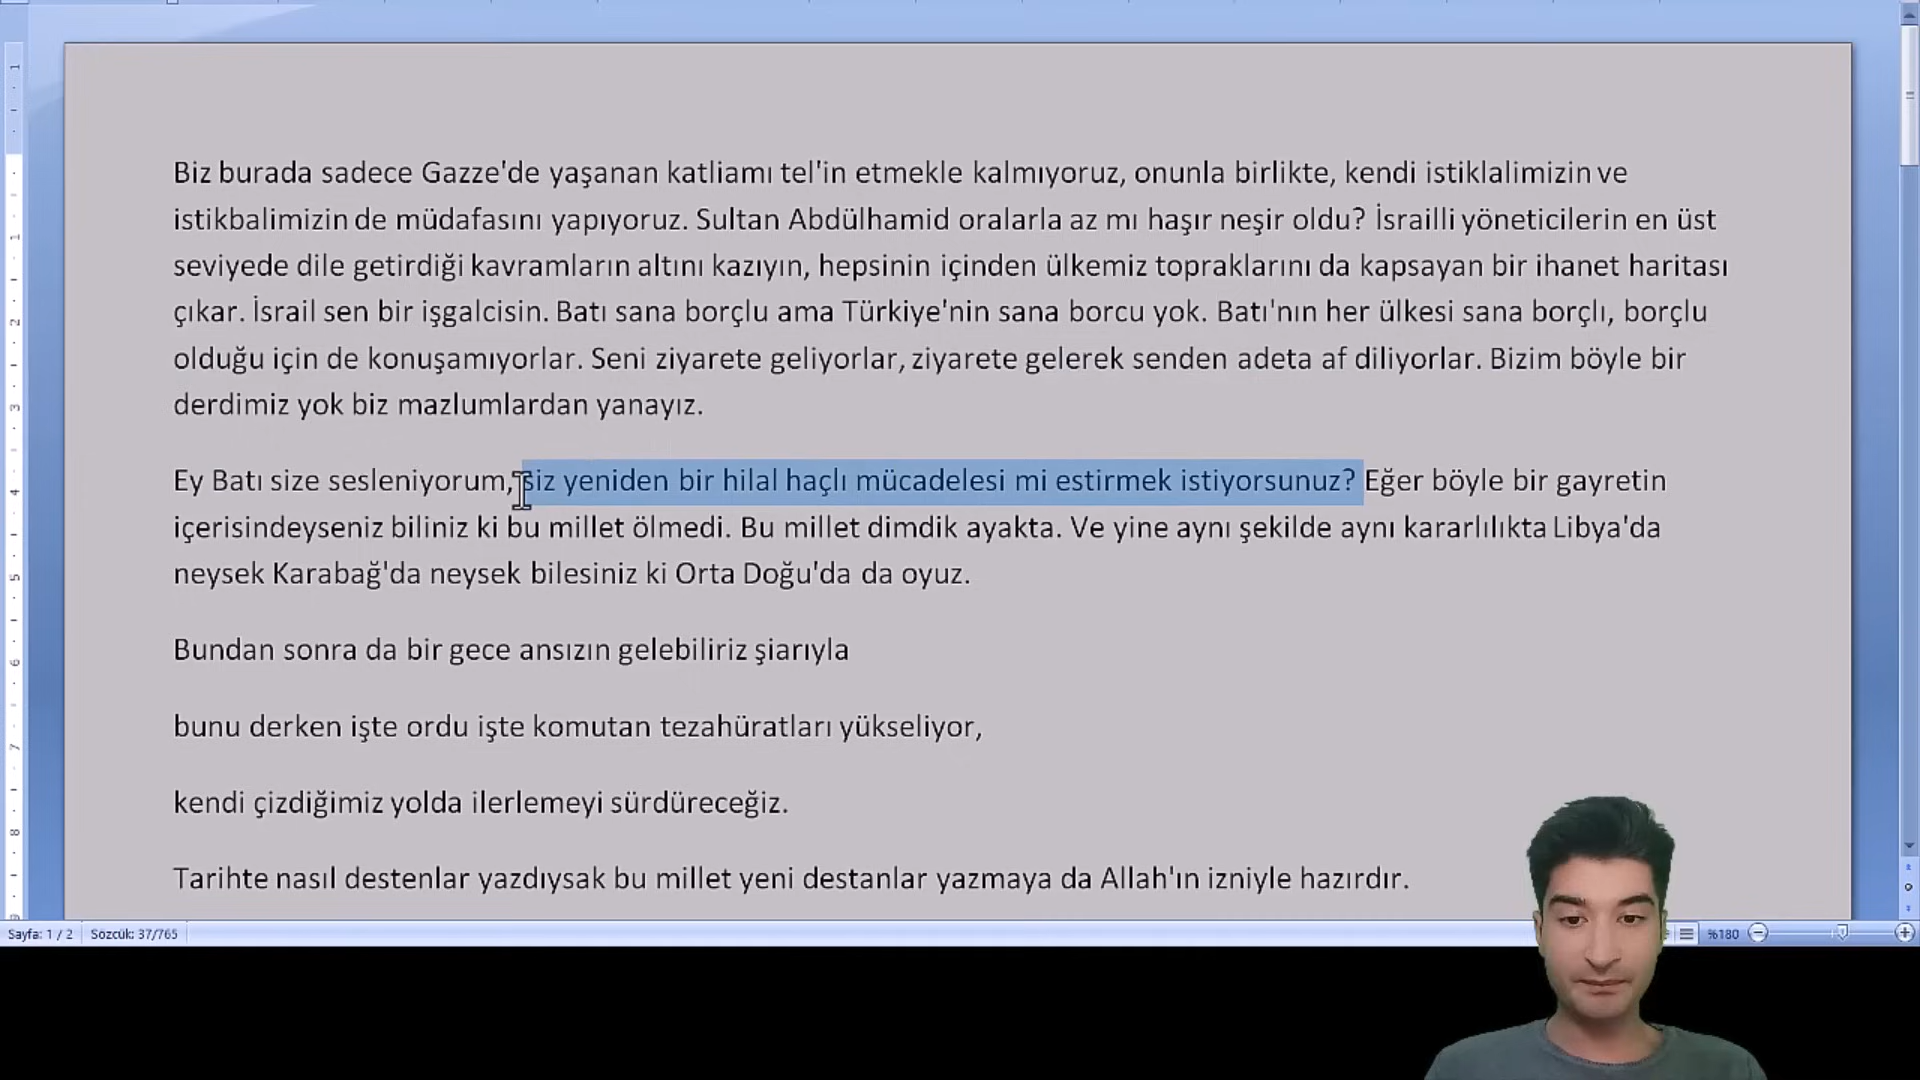 Biz burada sadece Gazze'de yaşanan katliamı tel'in etmekle kalmıyoruz, onunla birlikte, kendi istiklalimizin ve
istikbalimizin de müdafasını yapıyoruz. Sultan Abdülhamid oralarla az mı haşır neşir oldu? İsrailli yöneticilerin en üst
seviyede dile getirdiği kavramların altını kazıyın, hepsinin içinden ülkemiz topraklarını da kapsayan bir ihanet haritası
çıkar. İsrail sen bir işgalcisin. Batı sana borçlu ama Türkiye'nin sana borcu yok. Batı'nın her ülkesi sana borçlı, borçlu
olduğu için de konuşamıyorlar. Seni ziyarete geliyorlar, ziyarete gelerek senden adeta af diliyorlar. Bizim böyle bir
derdimiz yok biz mazlumlardan yanayız.
Ey Batı size sesleniyorum, siz yeniden bir hilal haçlı mücadelesi mi estirmek istiyorsunuz? Eğer böyle bir gayretin
içerisindeyseniz biliniz ki bu millet ölmedi. Bu millet dimdik ayakta. Ve yine aynı şekilde aynı kararlılıkta Libya'da
neysek Karabağ'da neysek bilesiniz ki Orta Doğu'da da oyuz.
Bundan sonra da bir gece ansızın gelebiliriz şiarıyla
bunu derken işte ordu işte komutan tezahüratları yükseliyor,
kendi çizdiğimiz yolda ilerlemeyi sürdüreceğiz.
Tarihte nasıl destenlar yazdıysak bu millet yeni destanlar yazmaya da Allah'ın izniyle hazırdır.
Sayfa: 1 / 2 Sözcük: 37/765 %180